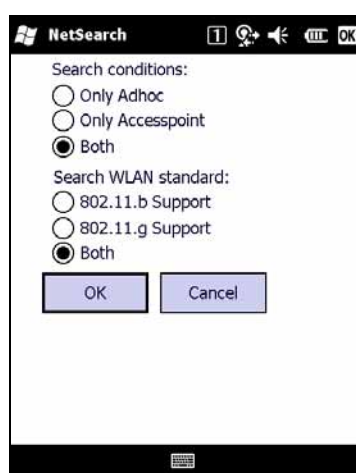 NetSearch 1 OK
Search conditions:
Only Adhoc
Only Accesspoint
Both
Search WLAN standard:
802.11.b Support
802.11.g Support
Both
OK Cancel